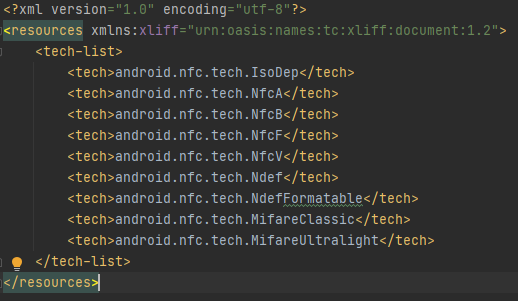 <?xml version="1.0" encoding="utf-8"?>
<resources xmlns:xliff="urn:oasis:names:tc:xliff:document:1.2">
<tech-list>
<tech>android.nfc.tech.IsoDep</tech>
<tech>android.nfc.tech.NfcA</tech>
<tech>android.nfc.tech.NfcB</tech>
<tech>android.nfc.tech.NfcF</tech>
<tech>android.nfc.tech.NfcV</tech>
<tech>android.nfc.tech.Ndef</tech>
<tech>android.nfc.tech.NdefFormatable</tech>
<tech>android.nfc.tech.MifareClassic</tech>
<tech>android.nfc.tech.MifareUltralight</tech>
</tech-list>
</resources>